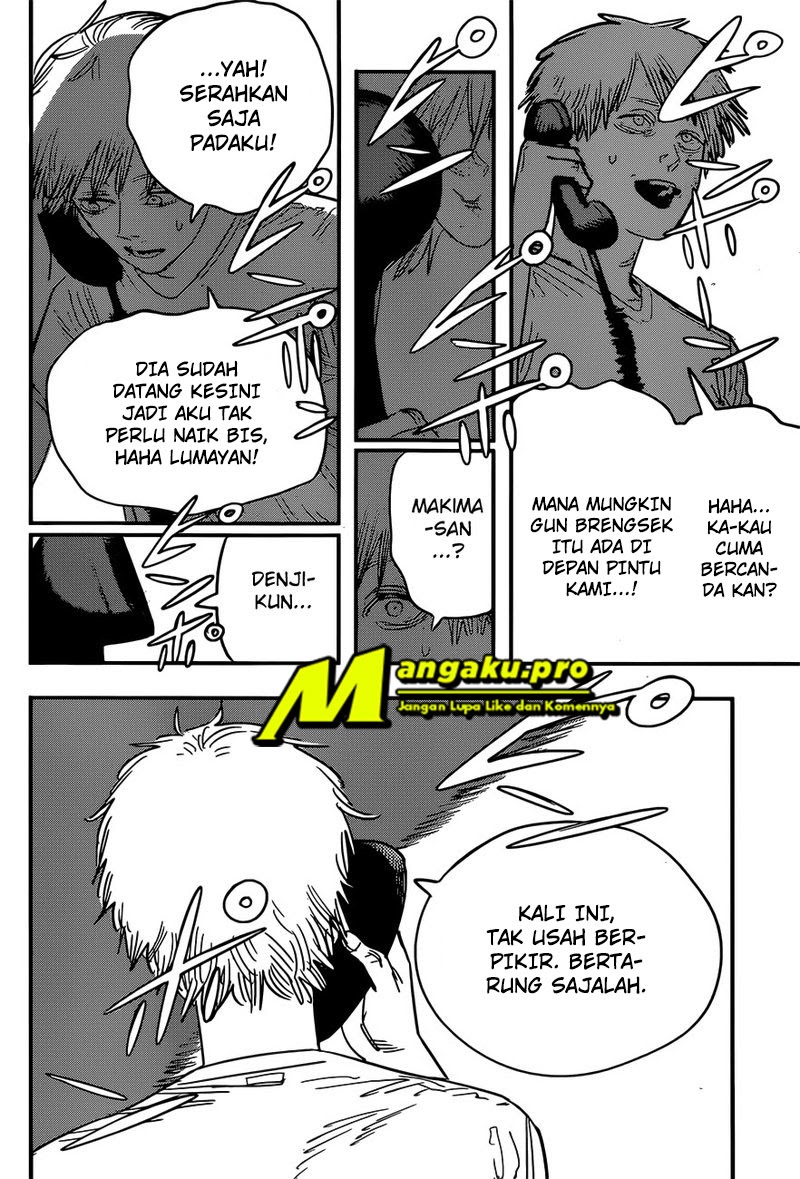 HAHA...
KA-KAU
CUMA
BERCAN-
DA KAN?
MANA MUNGKIN
GUN BRENGSEK
ITU ADA DI
DEPAN PINTU
KAMI...!
MAKIMA
-SAN
...?
...YAH!
SERAHKAN
SAJA
PADAKU!
DIA SUDAH
DATANG KESINI
JADI AKU TAK
PERLU NAIK BIS,
HAHA LUMAYAN!
DENJI-
KUN...
Mangaku.pro
Jangan Lupa Like dan Komennya
KALI INI,
TAK USAH BER-
PIKIR. BERTA-
RUNG SAJALAH.